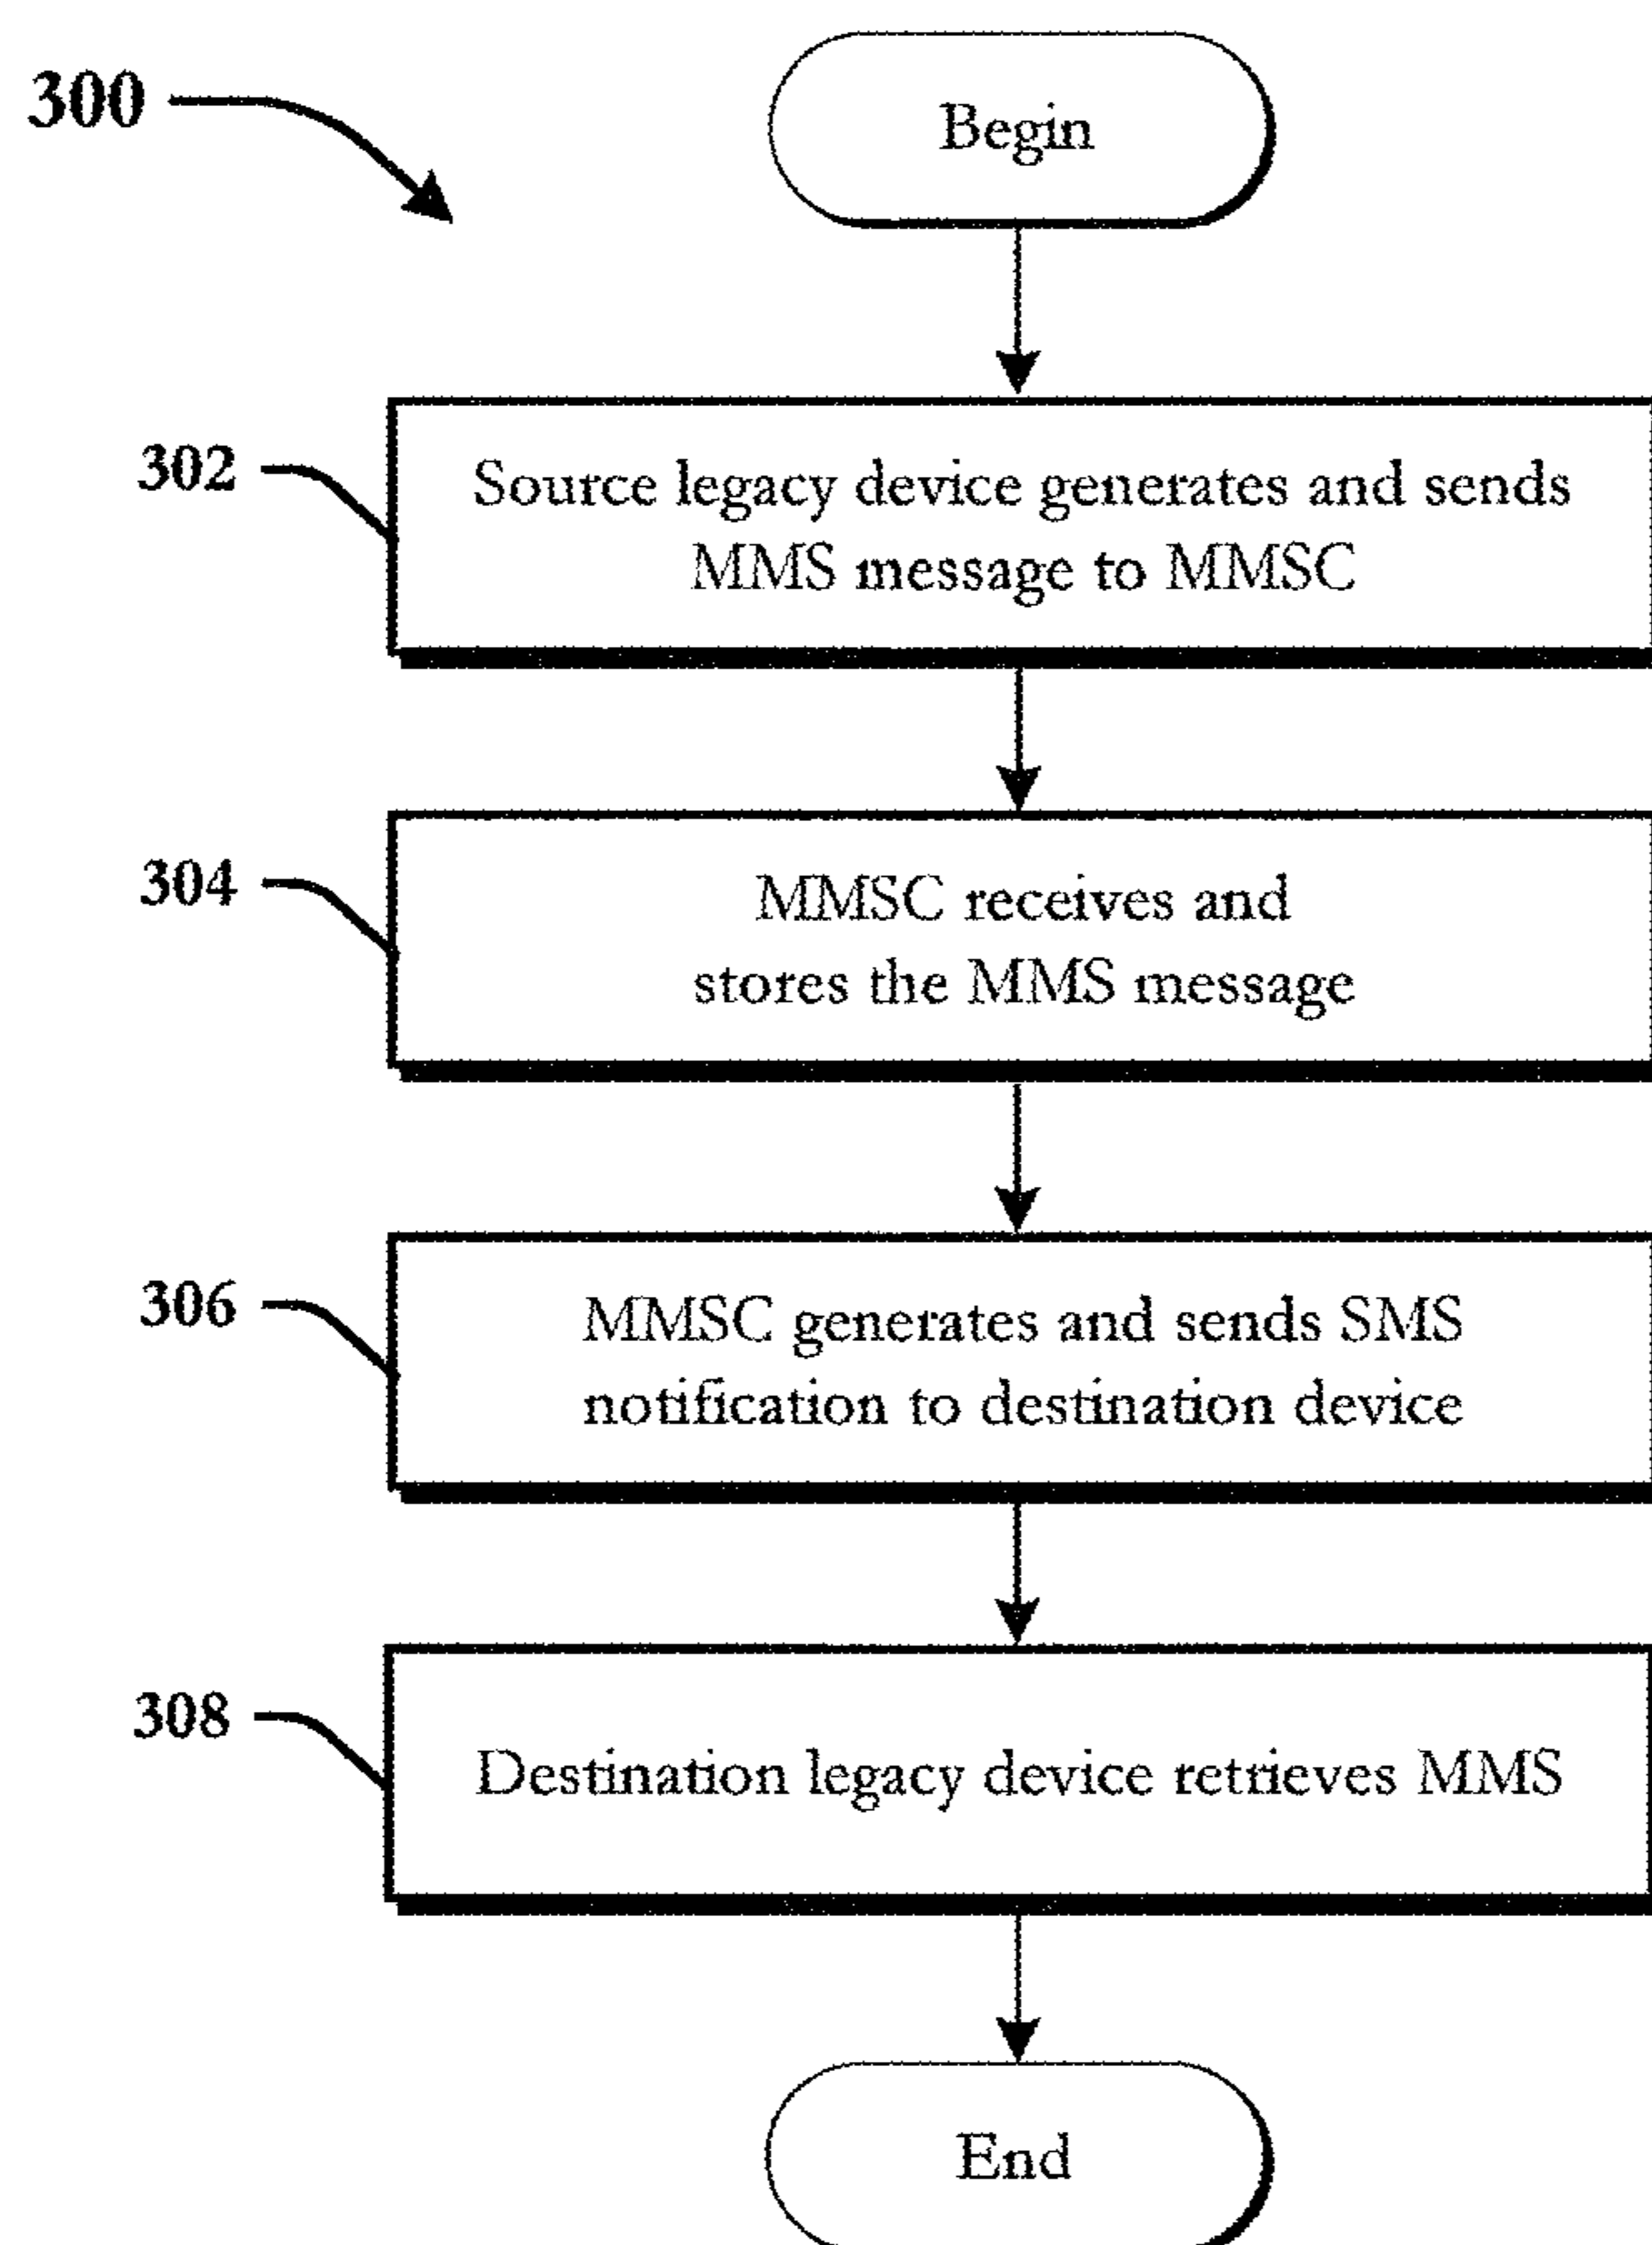 300
Begin
302
Source legacy device generates and sends
MMS message to MMSC
304
MMSC receives and
stores the MMS message
306
MMSC generates and sends SMS
notification to destination device
308
Destination legacy device retrieves MMS
End